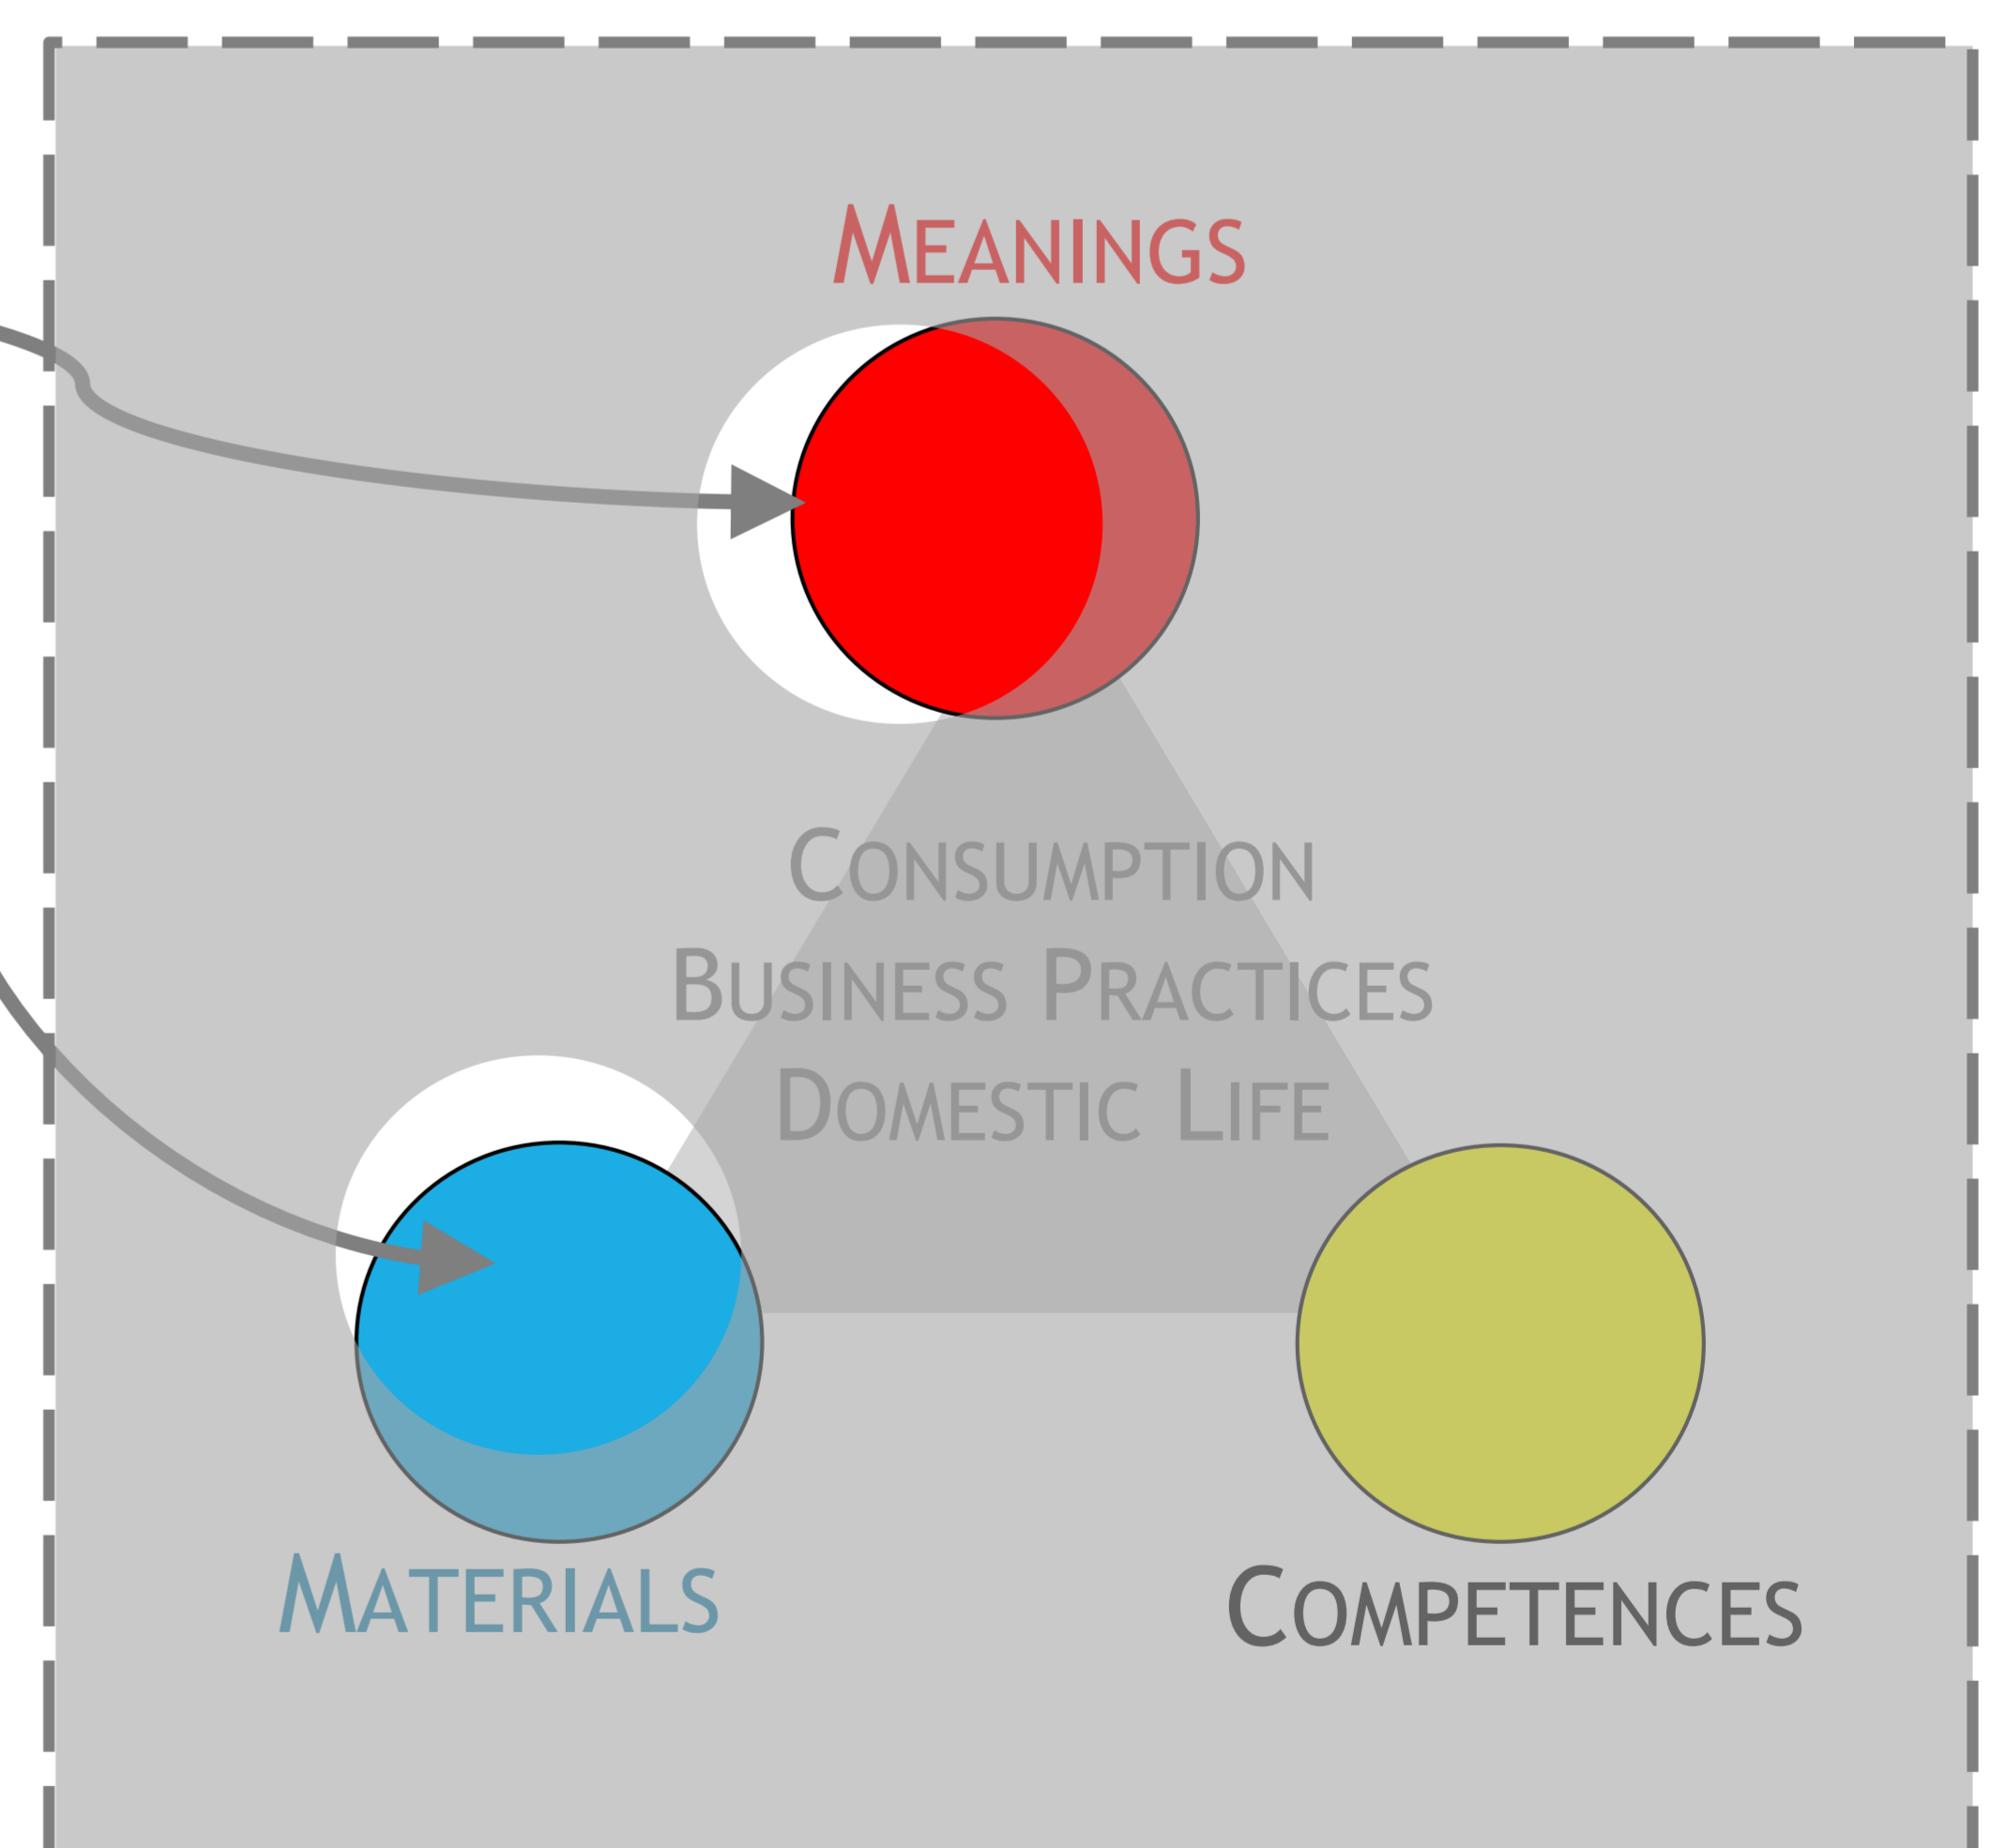 Meanings
Consumption
Business Practices
Domestic Life
Materials
Competences